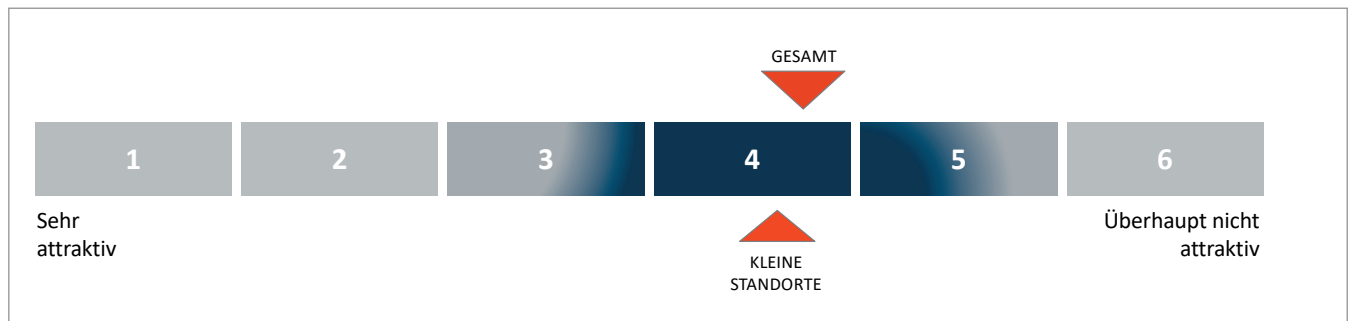 GESAMT
1 2 3 4 5 6
Sehr
attraktiv
Überhaupt nicht
attraktiv
KLEINE
STANDORTE